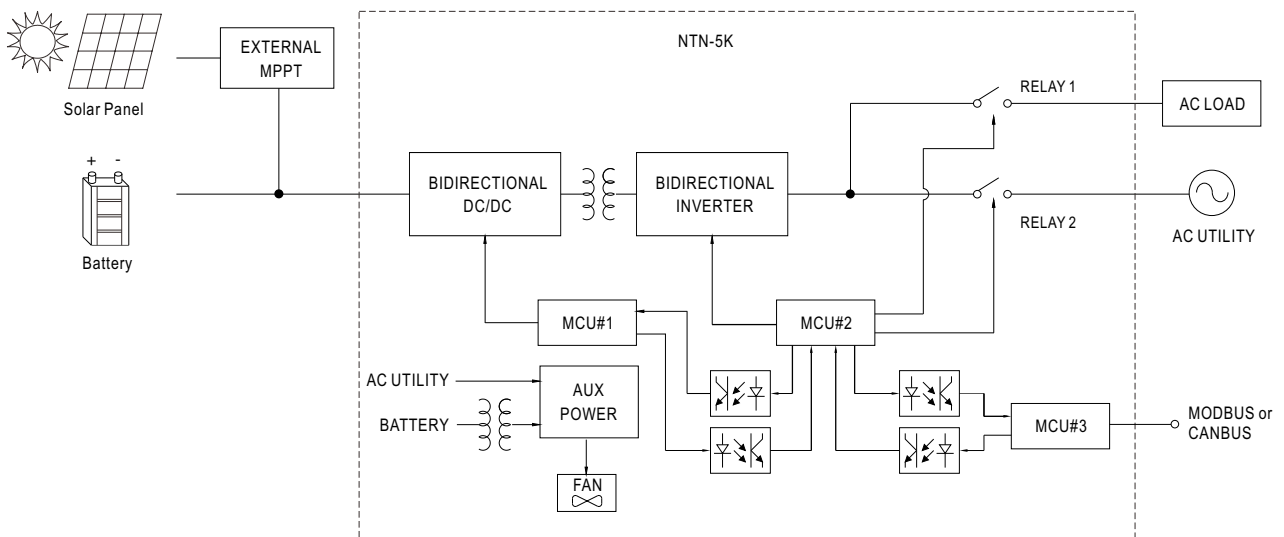 NTN-5K
EXTERNAL
MPPT
Solar Panel
RELAY 1
AC LOAD
+ -
Battery
BIDIRECTIONAL
DC/DC
BIDIRECTIONAL
INVERTER
RELAY 2
AC UTILITY
MCU#1
MCU#2
AC UTILITY
BATTERY
AUX
POWER
FAN
MCU#3
MODBUS or
CANBUS